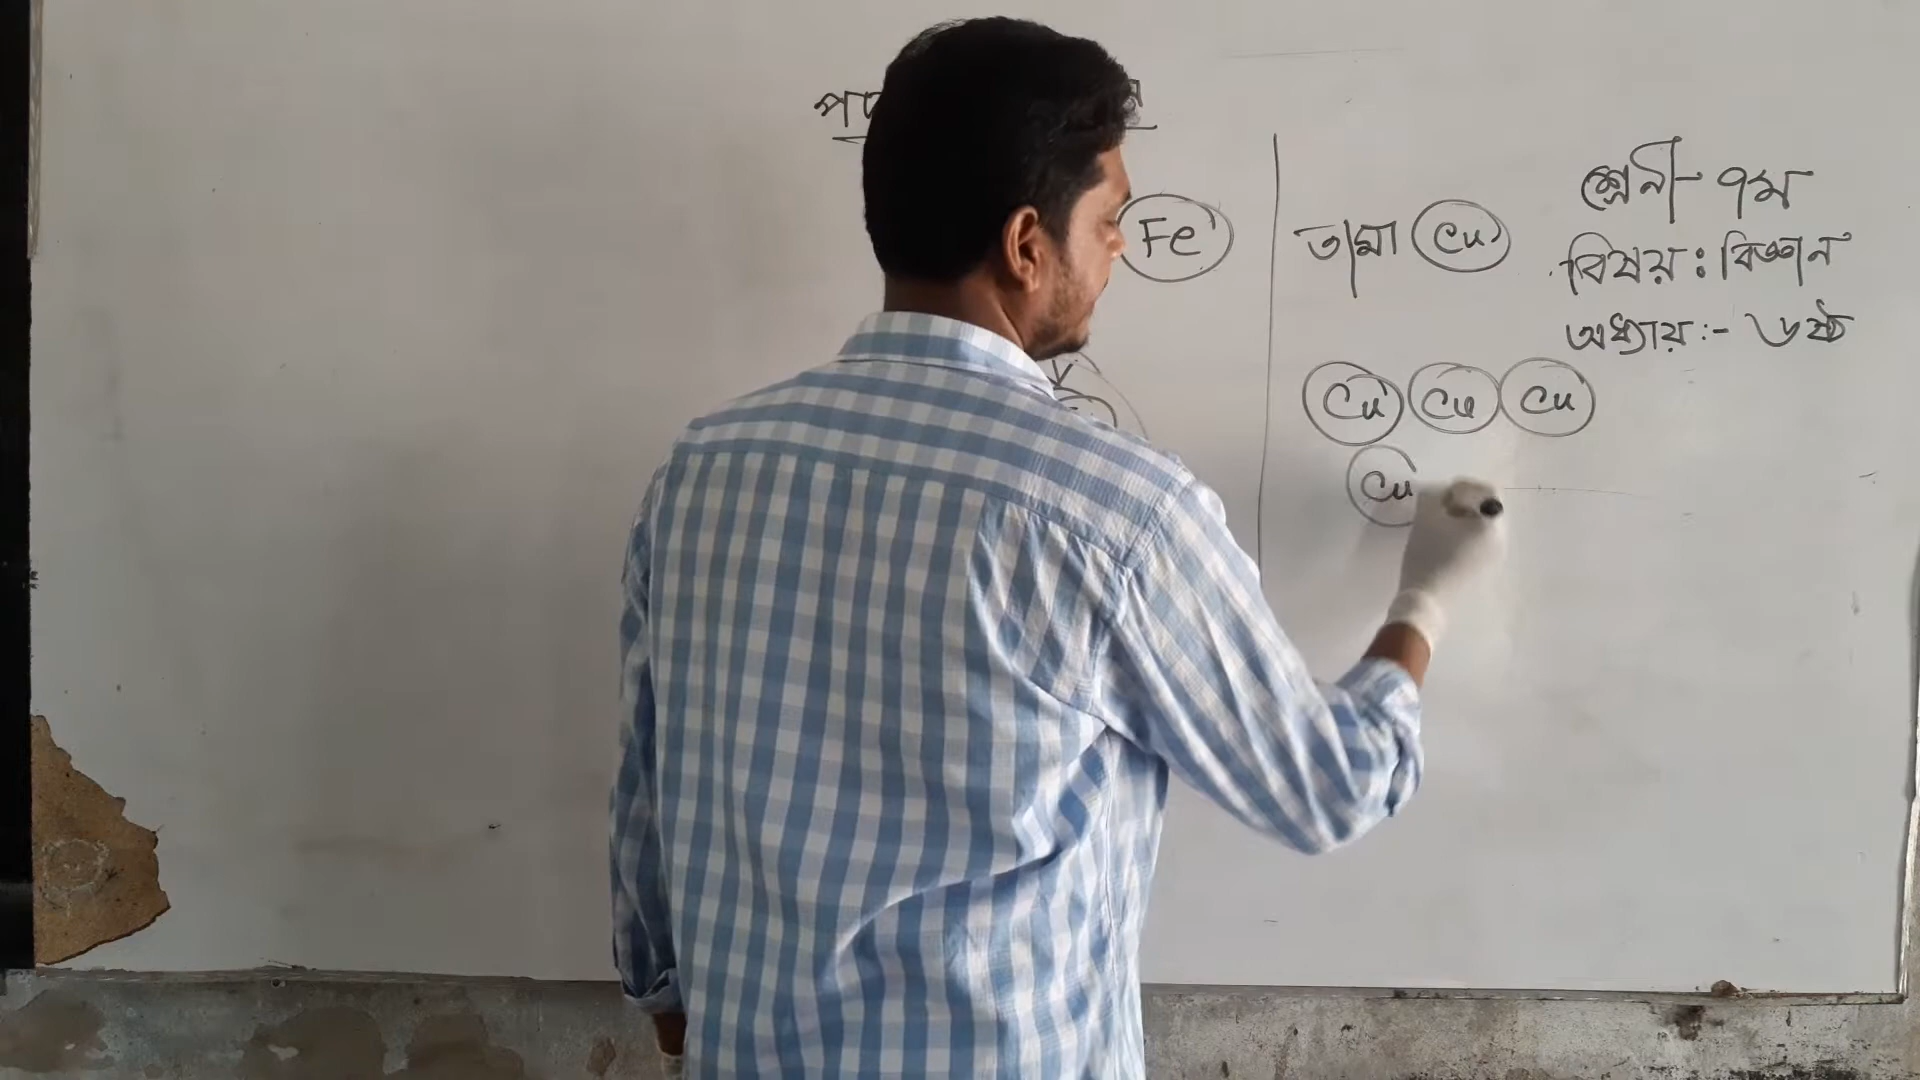 Fe
তামা Cu
শ্রেনী - ৭ম
বিষয় : বিজ্ঞান
অধ্যায় :- ৬ষ্ঠ
Cu Cu Cu
Cu